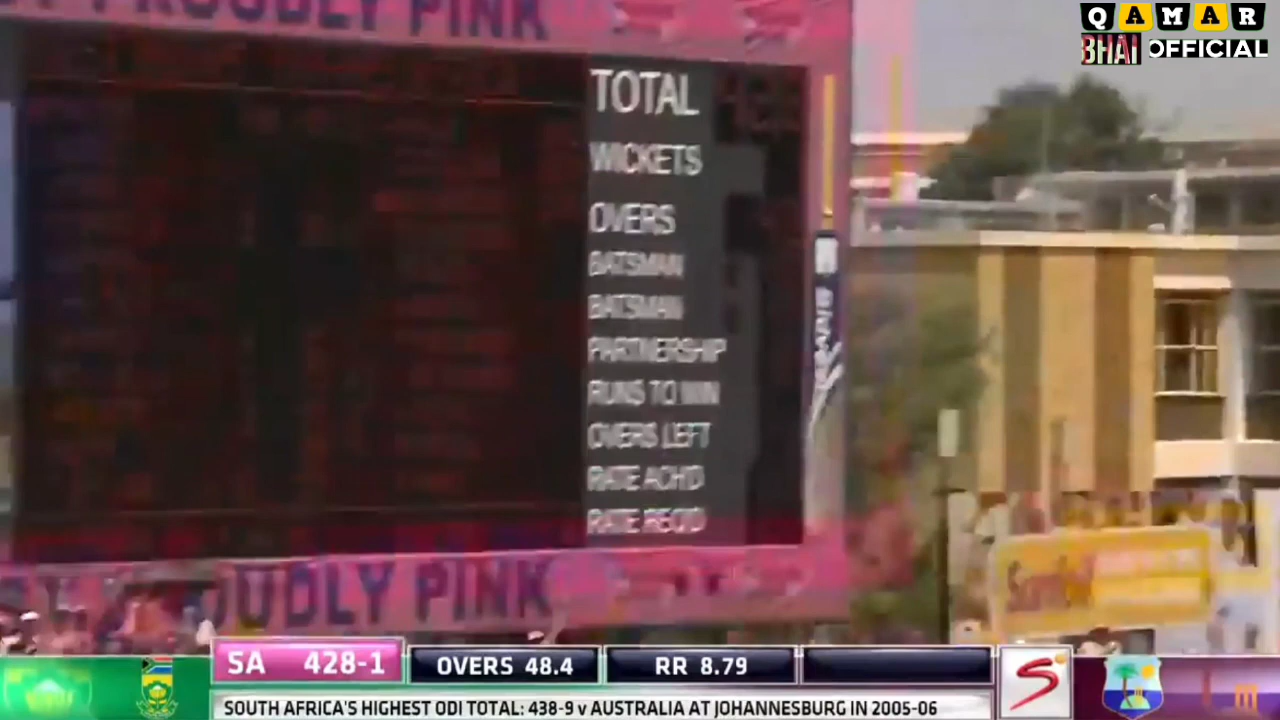 PROUDLY PINK
QAMAR
BHAI OFFICIAL
TOTAL
WICKETS
OVERS
BATSMAN
BATSMAN
PARTNERSHIP
RUNS TO WIN
OVERS LEFT
RATE ACH'D
RATE REQ'D
OUDLY PINK
SA 428-1
OVERS 48.4
RR 8.79
SOUTH AFRICA'S HIGHEST ODI TOTAL: 438-9 v AUSTRALIA AT JOHANNESBURG IN 2005-06